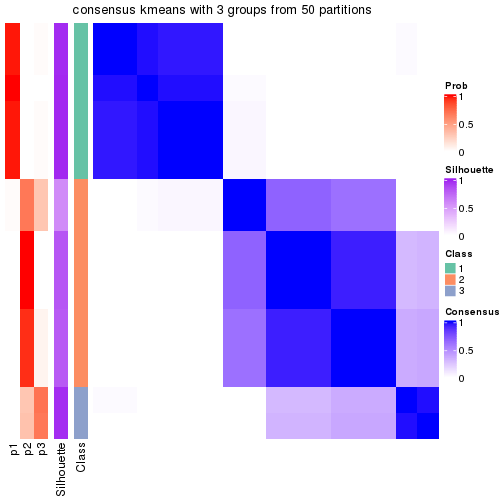 consensus kmeans with 3 groups from 50 partitions
Prob
1
0.5
0
Silhouette
1
0.5
0
Class
1
2
3
Consensus
1
0.5
0
p1
p2
p3
Silhouette
Class